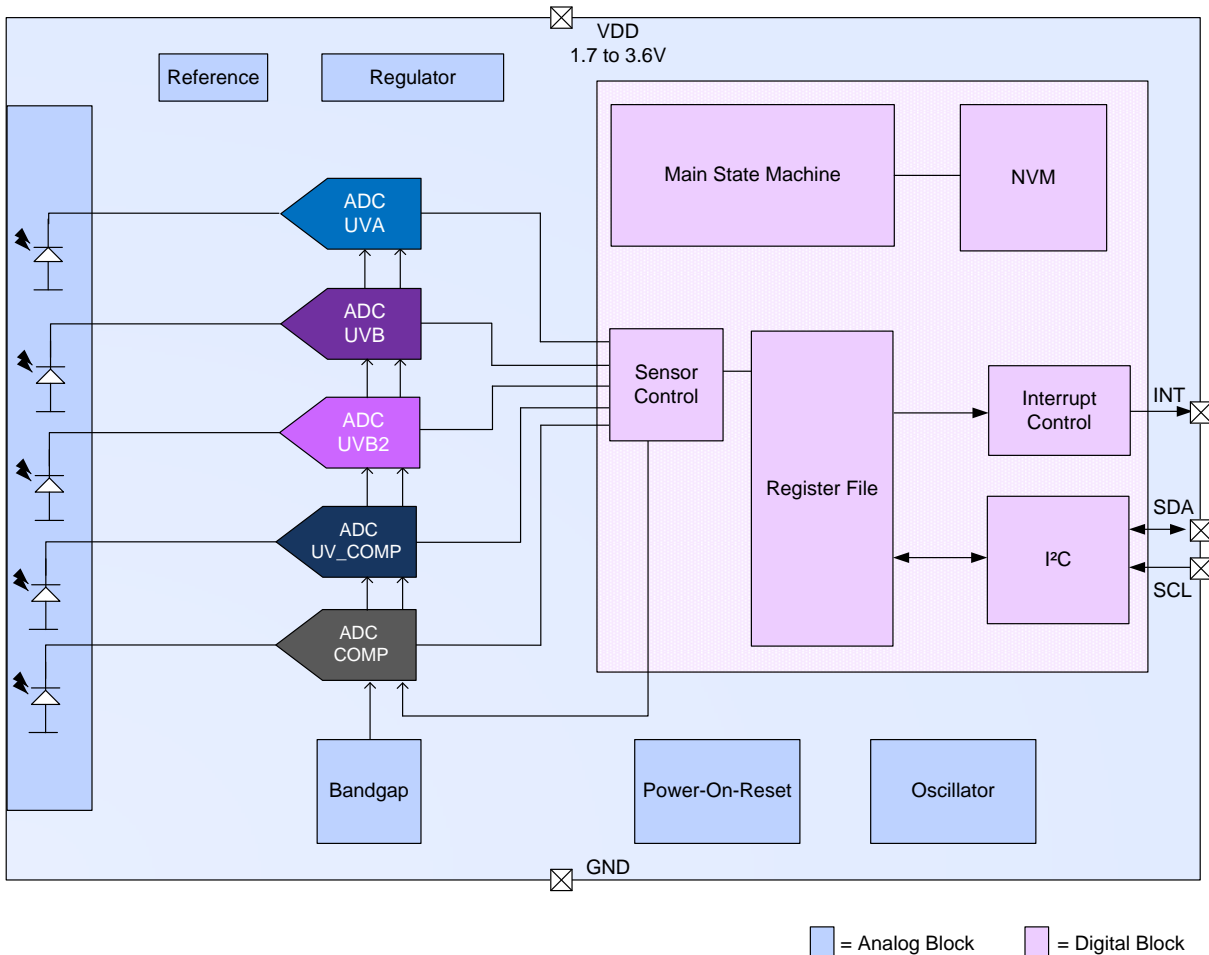 VDD
1.7 to 3.6V
Reference
Regulator
Main State Machine
NVM
ADC
UVA
ADC
UVB
ADC
UVB2
ADC
UV_COMP
ADC
COMP
Sensor
Control
Register File
Interrupt
Control
INT
I²C
SDA
SCL
Bandgap
Power-On-Reset
Oscillator
GND
= Analog Block
= Digital Block